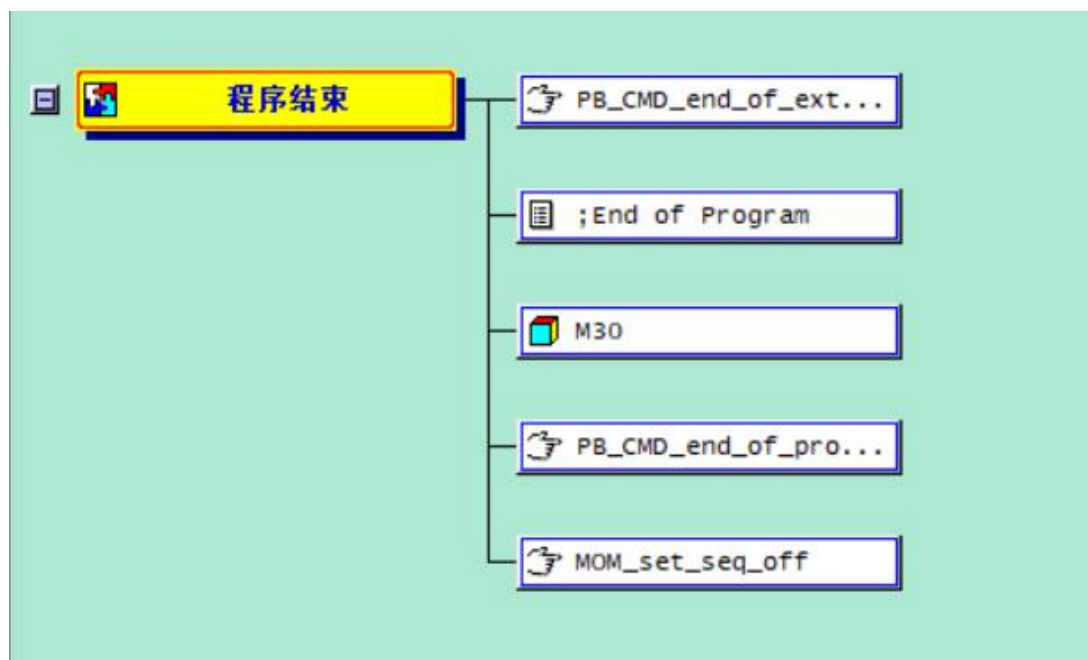 程序结束
PB_CMD_end_of_ext...
;End of Program
M30
PB_CMD_end_of_pro...
MOM_set_seq_off